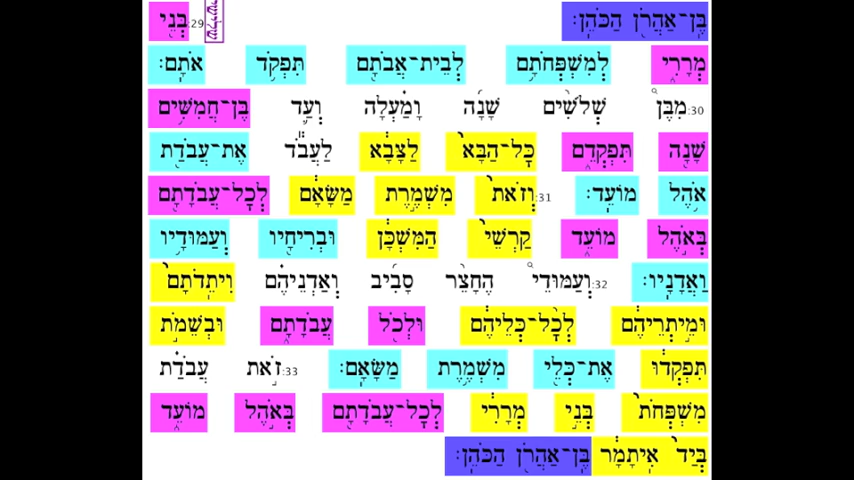 בֶּֽן־אַהֲרֹ֖ן הַכֹּהֵֽן׃ שלישי 29: בְּנֵ֖י
מְרָרִ֑י לְמִשְׁפְּחֹתָ֥ם לְבֵית־אֲבֹתָ֖ם תִּפְקֹ֥ד אֹתָֽם׃
30: מִבֶּן֩ שְׁלֹשִׁ֨ים שָׁנָ֜ה וָמַ֗עְלָה וְעַ֛ד בֶּן־חֲמִשִּׁ֥ים
שָׁנָ֖ה תִּפְקְדֵ֑ם כָּל־הַבָּא֙ לַצָּבָ֔א לַעֲבֹ֕ד אֶת־עֲבֹדַ֖ת
אֹ֥הֶל מוֹעֵֽד׃ 31: וְזֹאת֙ מִשְׁמֶ֣רֶת מַשָּׂאָ֔ם לְכָל־עֲבֹדָתָ֖ם
בְּאֹ֣הֶל מוֹעֵ֑ד קַרְשֵׁי֙ הַמִּשְׁכָּ֔ן וּבְרִיחָ֖יו וְעַמּוּדָ֥יו
וַאֲדָנָֽיו׃ 32: וְעַמּוּדֵי֩ הֶחָצֵ֨ר סָבִ֜יב וְאַדְנֵיהֶ֗ם וִיתֵדֹתָם֙
וּמֵ֣יתְרֵיהֶ֔ם לְכָ֨ל־כְּלֵיהֶ֔ם וּלְכֹ֖ל עֲבֹדָתָ֑ם וּבְשֵׁמֹ֣ת
תִּפְקְד֔וּ אֶת־כְּלֵ֖י מִשְׁמֶ֥רֶת מַשָּׂאָֽם׃ 33: זֹ֣את עֲבֹדַ֗ת
מִשְׁפְּחֹת֙ בְּנֵ֣י מְרָרִ֔י לְכָל־עֲבֹדָתָ֖ם בְּאֹ֣הֶל מוֹעֵ֑ד
בְּיַד֙ אִֽיתָמָ֔ר בֶּֽן־אַהֲרֹ֖ן הַכֹּהֵֽן׃